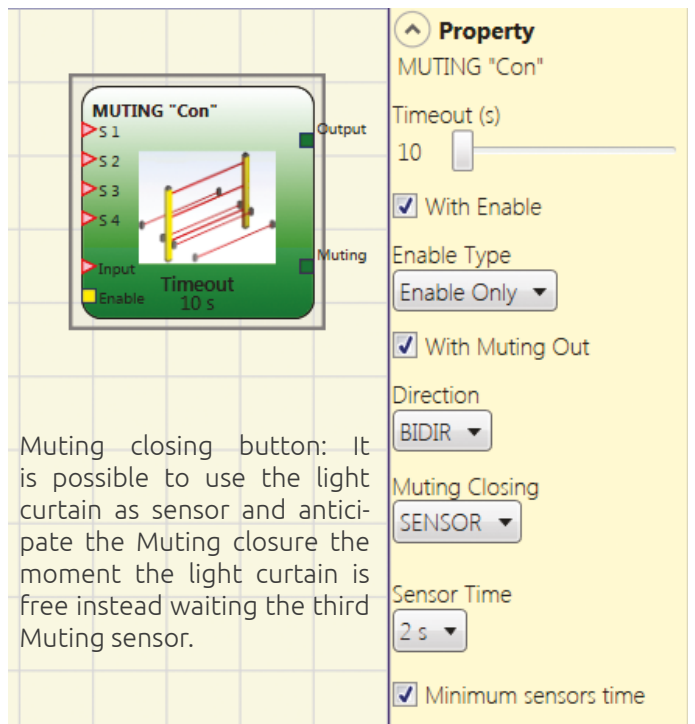 MUTING "Con"
S 1
S 2
S 3
S 4
Input
Enable
Output
Muting
Timeout
10 s
Muting closing button: It
is possible to use the light
curtain as sensor and antici-
pate the Muting closure the
moment the light curtain is
free instead waiting the third
Muting sensor.
Property
MUTING "Con"
Timeout (s)
10
With Enable
Enable Type
Enable Only
With Muting Out
Direction
BIDIR
Muting Closing
SENSOR
Sensor Time
2 s
Minimum sensors time